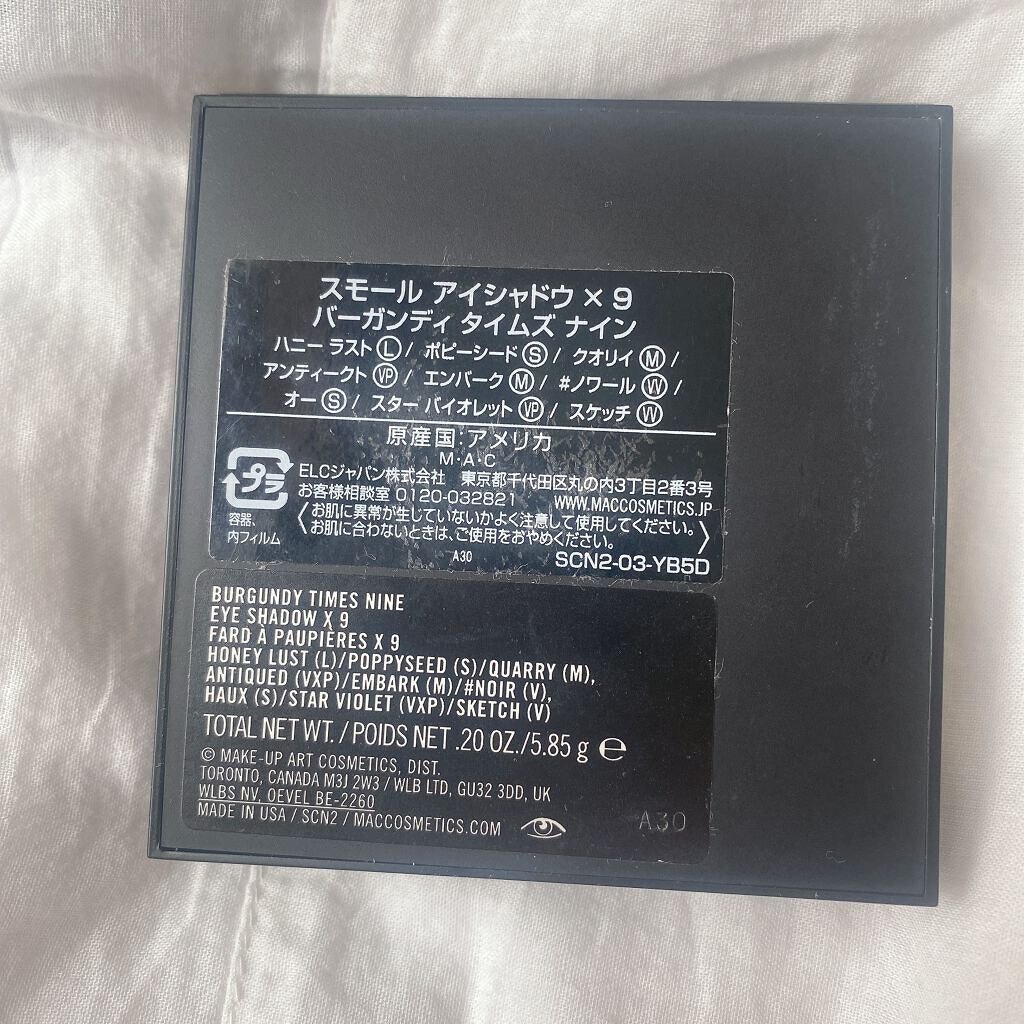 スモール アイシャドウ × 9
バーガンディ タイムズ ナイン
ハニー ラスト Ⓛ / ポピーシード Ⓢ / クオリイ Ⓜ /
アンティークト VP / エンバーク Ⓜ / #ノワール VV /
オー Ⓢ / スター バイオレット VP / スケッチ VV
原産国:アメリカ
M・A・C
プラ
容器、
内フィルム
ELCジャパン株式会社 東京都千代田区丸の内3丁目2番3号
お客様相談室 0120-032821 WWW.MACCOSMETICS.JP
〈お肌に異常が生じていないかよく注意して使用してください。
お肌に合わないときは、ご使用をおやめください。〉
A30 SCN2-03-YB5D
BURGUNDY TIMES NINE
EYE SHADOW X 9
FARD À PAUPIÈRES X 9
HONEY LUST (L)/POPPYSEED (S)/QUARRY (M),
ANTIQUED (VXP)/EMBARK (M)/#NOIR (V),
HAUX (S)/STAR VIOLET (VXP)/SKETCH (V)
TOTAL NET WT. / POIDS NET .20 OZ./5.85 g ℮
© MAKE-UP ART COSMETICS, DIST.
TORONTO, CANADA M3J 2W3 / WLB LTD, GU32 3DD, UK
WLBS NV, OEVEL BE-2260
MADE IN USA / SCN2 / MACCOSMETICS.COM
A30